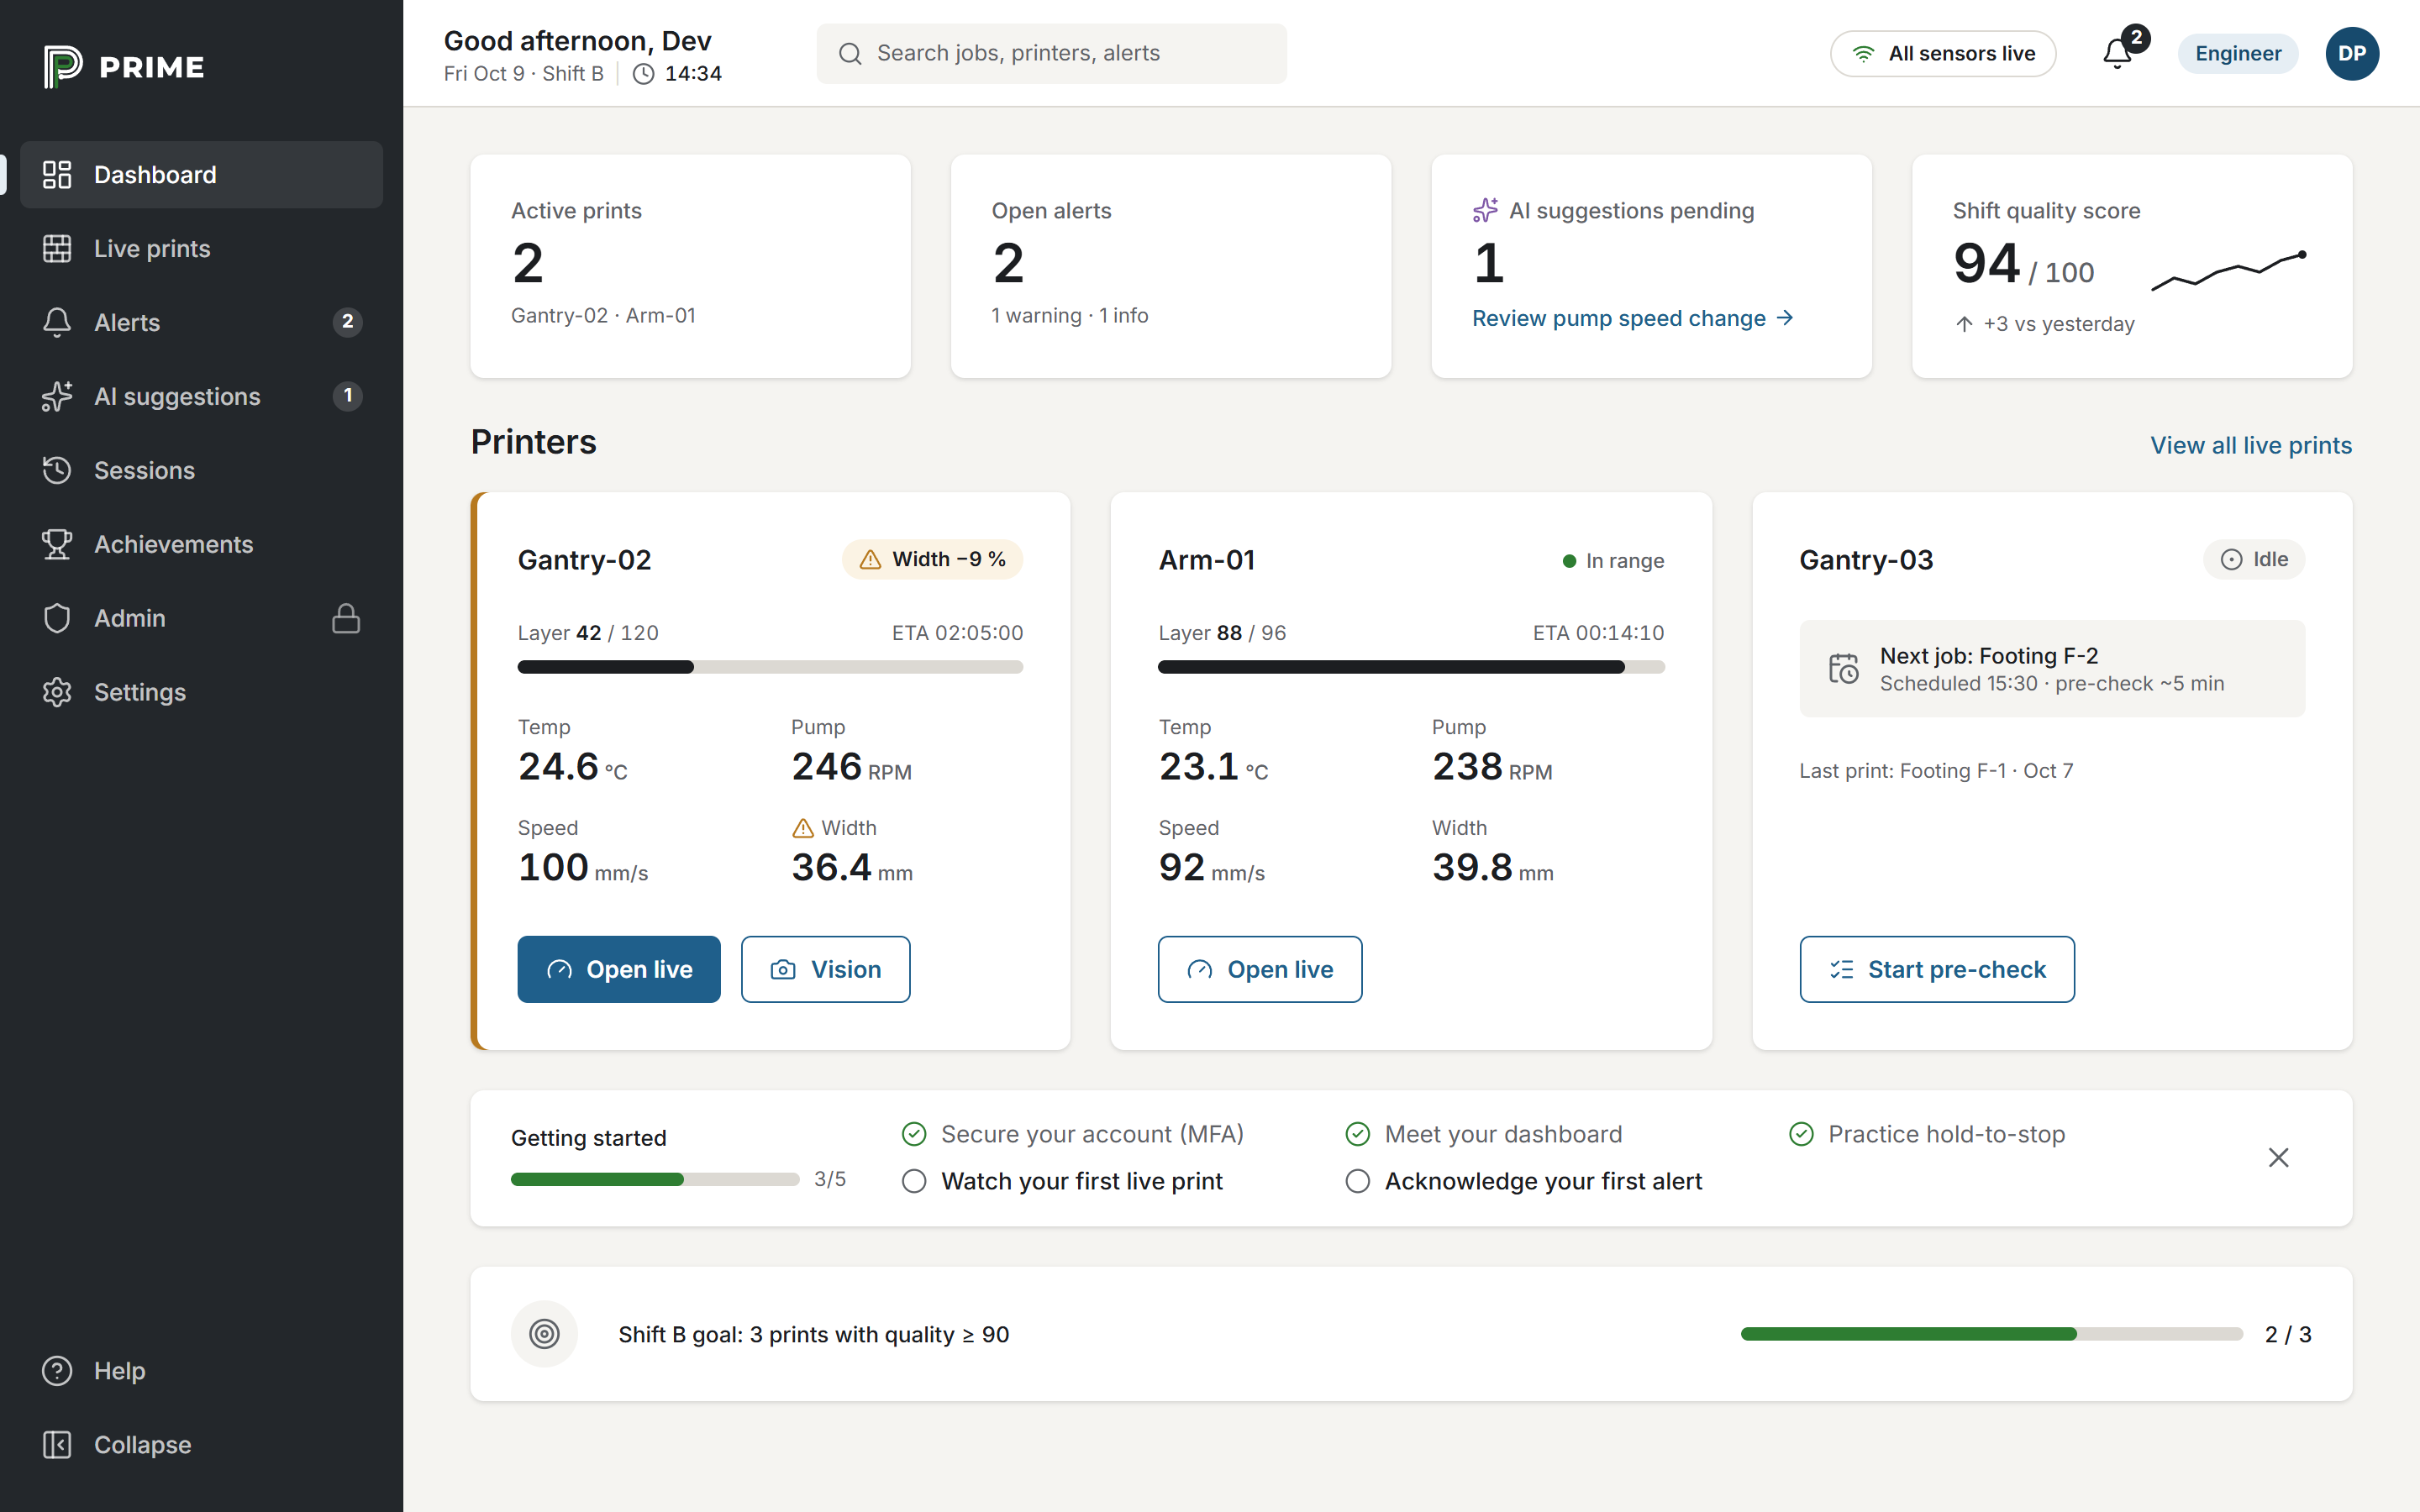 PRIME
Dashboard
Live prints
Alerts 2
AI suggestions 1
Sessions
Achievements
Admin
Settings
Help
Collapse
Good afternoon, Dev
Fri Oct 9 · Shift B 14:34
Search jobs, printers, alerts
All sensors live
2
Engineer
DP
Active prints
2
Gantry-02 · Arm-01
Open alerts
2
1 warning · 1 info
AI suggestions pending
1
Review pump speed change →
Shift quality score
94 / 100
↑ +3 vs yesterday
Printers
View all live prints
Gantry-02
Width −9 %
Layer 42 / 120
ETA 02:05:00
Temp
24.6 °C
Pump
246 RPM
Speed
100 mm/s
Width
36.4 mm
Open live
Vision
Arm-01
In range
Layer 88 / 96
ETA 00:14:10
Temp
23.1 °C
Pump
238 RPM
Speed
92 mm/s
Width
39.8 mm
Open live
Gantry-03
Idle
Next job: Footing F-2
Scheduled 15:30 · pre-check ~5 min
Last print: Footing F-1 · Oct 7
Start pre-check
Getting started
3/5
Secure your account (MFA)
Meet your dashboard
Practice hold-to-stop
Watch your first live print
Acknowledge your first alert
Shift B goal: 3 prints with quality ≥ 90
2 / 3